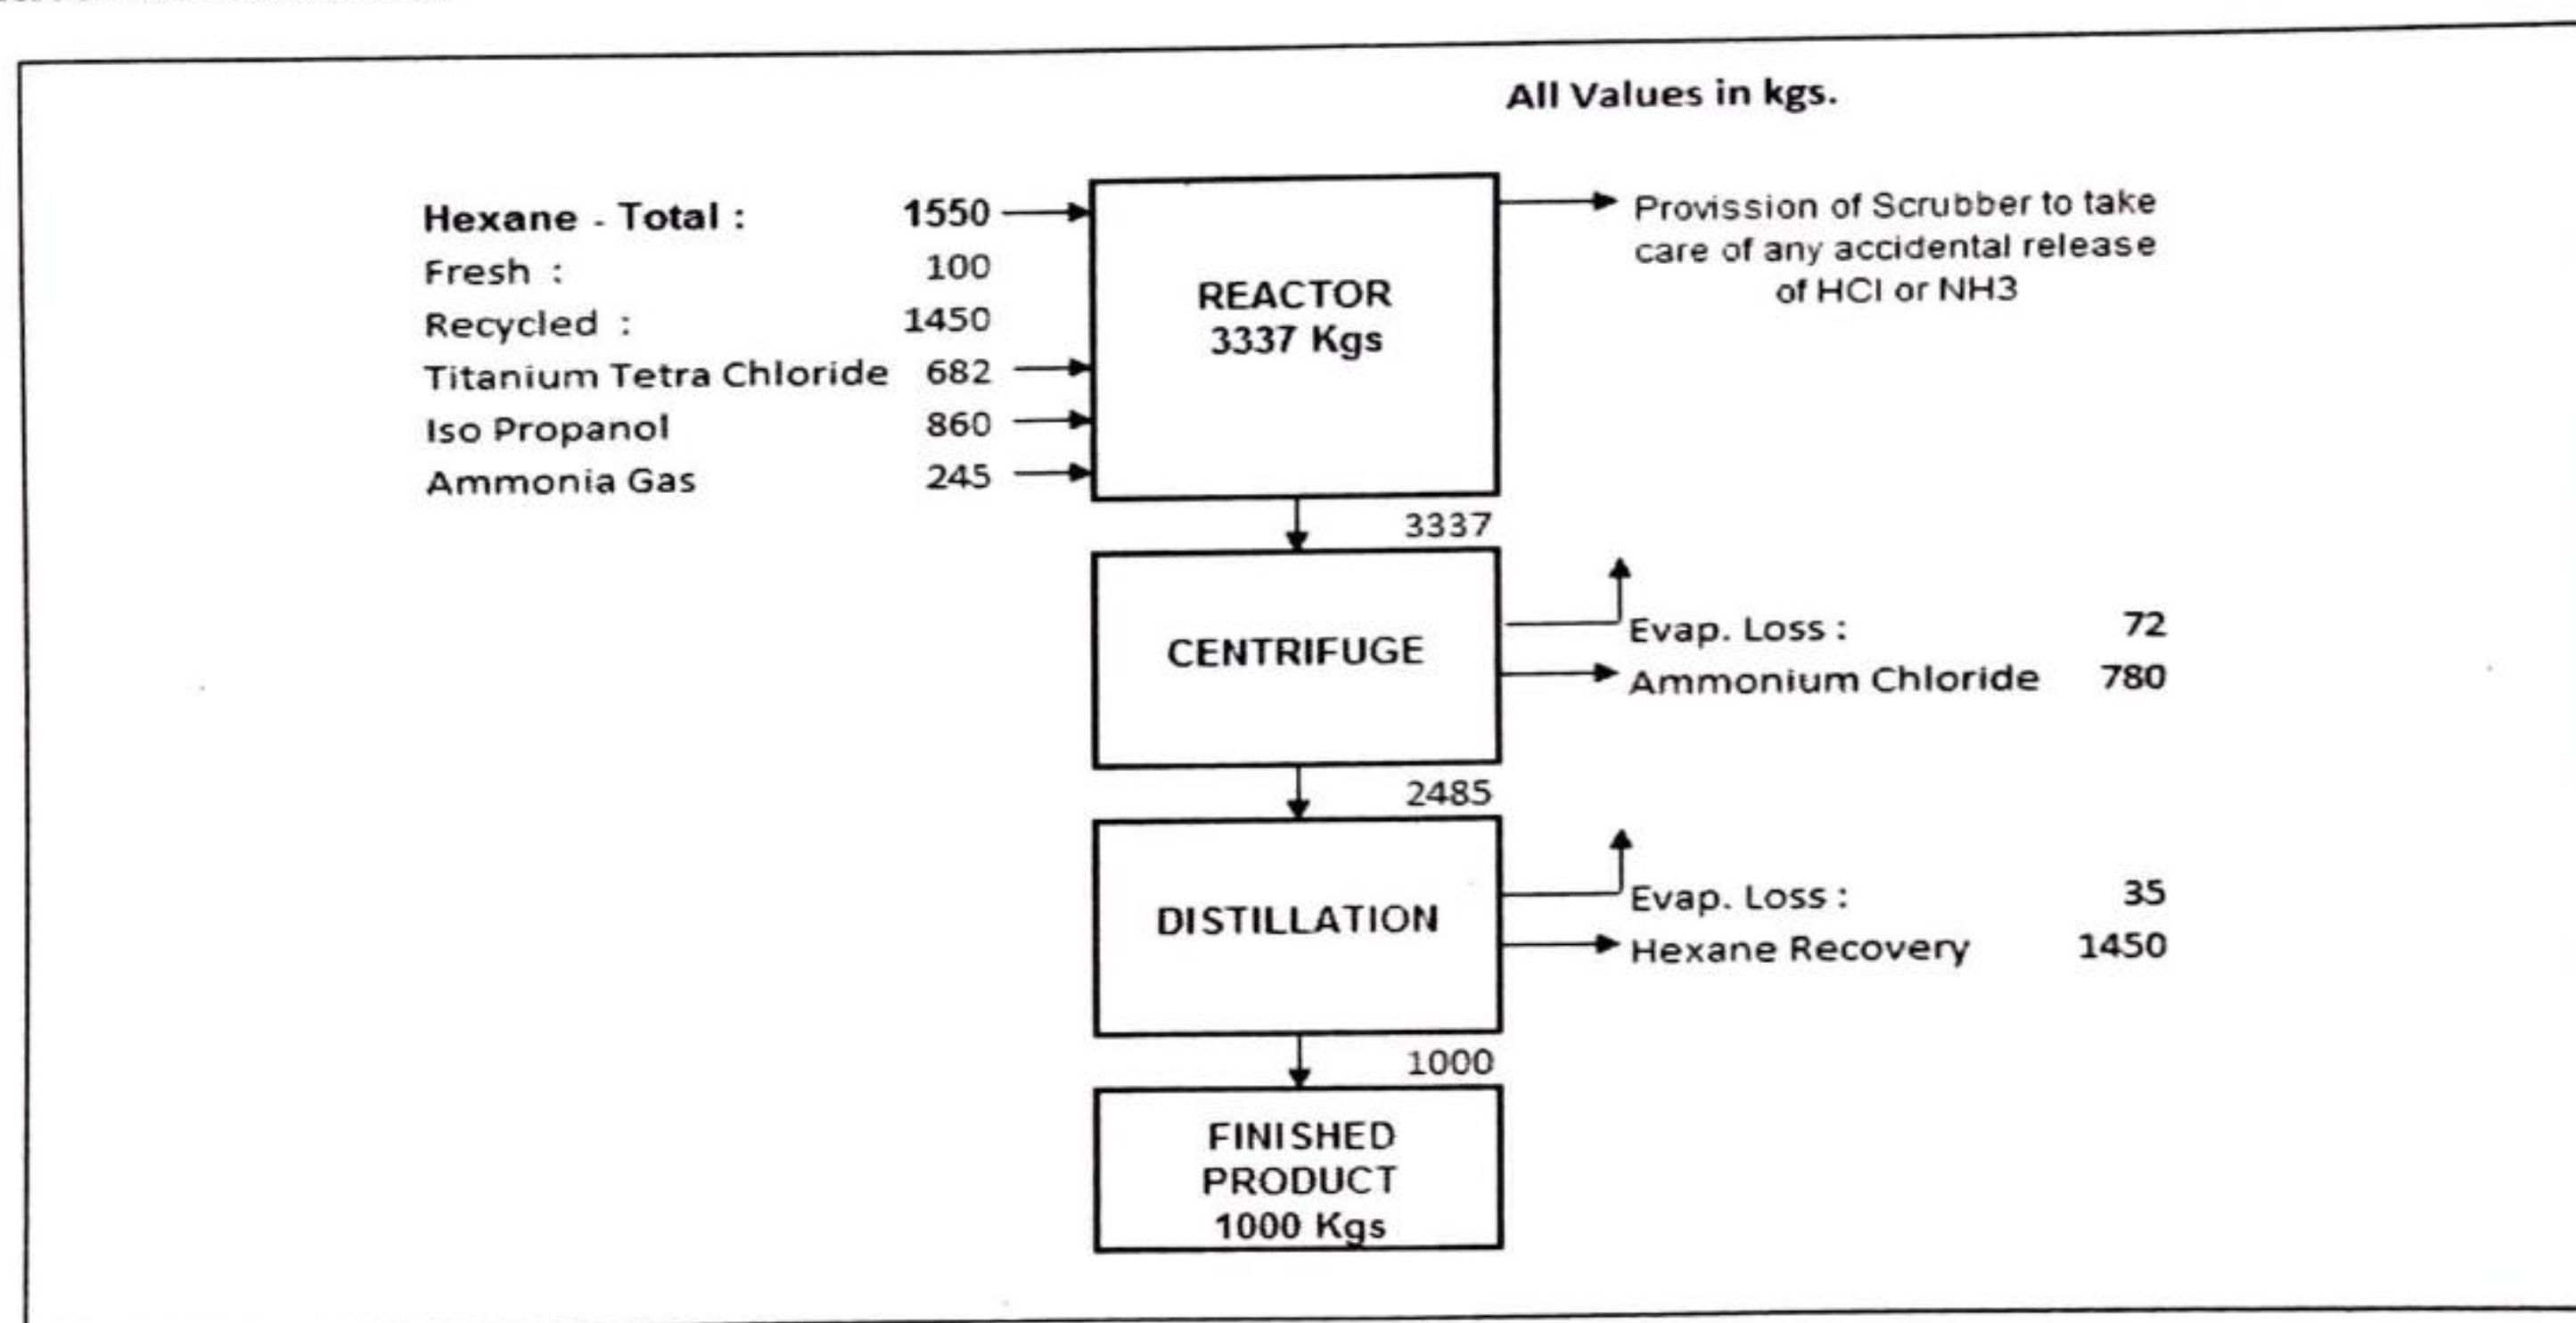 All Values in kgs.
Hexane - Total : 1550
Fresh : 100
Recycled : 1450
Titanium Tetra Chloride 682
Iso Propanol 860
Ammonia Gas 245
REACTOR
3337 Kgs
Provission of Scrubber to take
care of any accidental release
of HCl or NH3
3337
CENTRIFUGE
Evap. Loss : 72
Ammonium Chloride 780
2485
DISTILLATION
Evap. Loss : 35
Hexane Recovery 1450
1000
FINISHED
PRODUCT
1000 Kgs